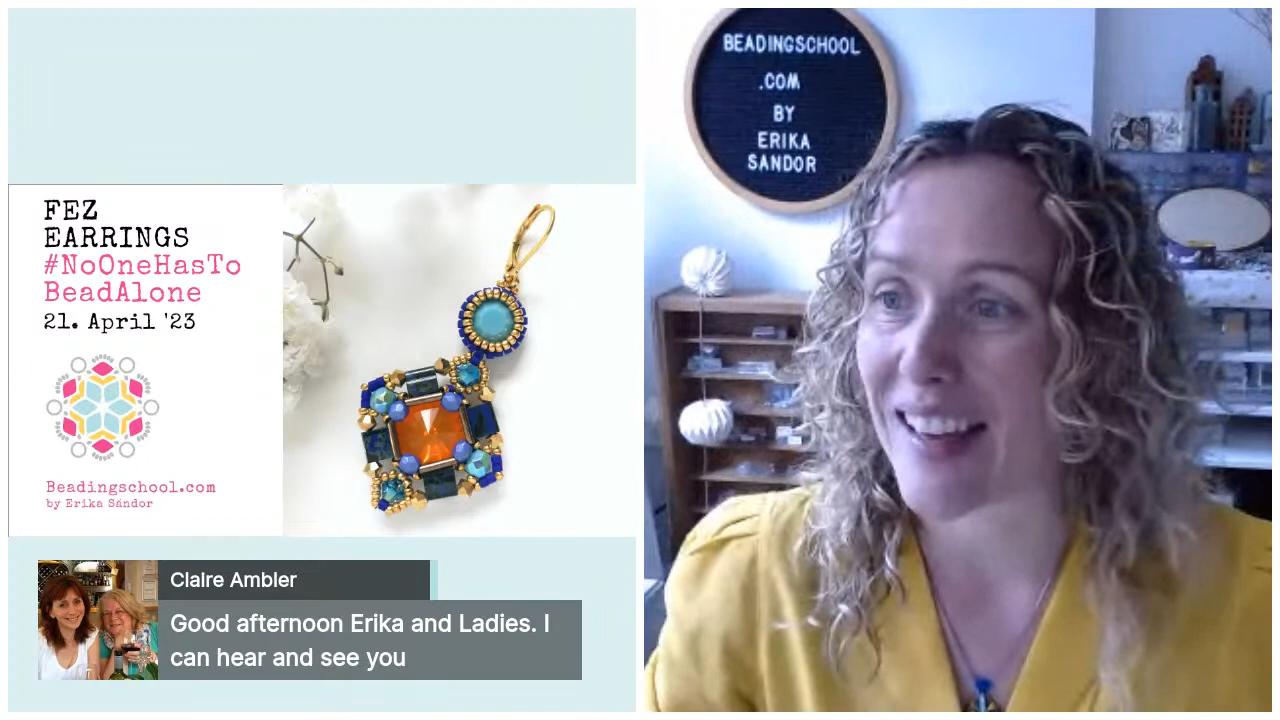 FEZ
EARRINGS
#NoOneHasTo
BeadAlone
21. April '23
Beadingschool.com
by Erika Sándor
Claire Ambler
Good afternoon Erika and Ladies. I
can hear and see you
BEADINGSCHOOL
.COM
BY
ERIKA
SANDOR